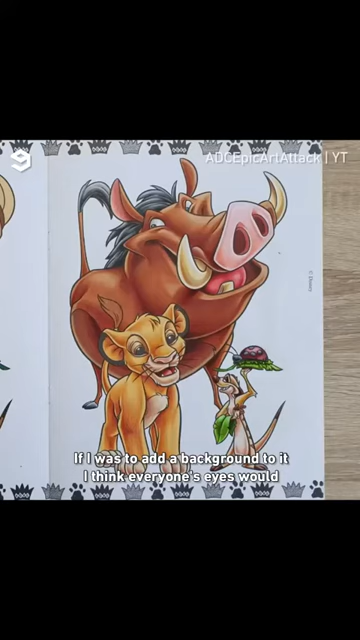 ADCEpicArtAttack | YT
© Disney
If I was to add a background to it
I think everyone's eyes would